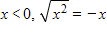 x < 0, √x² = −x